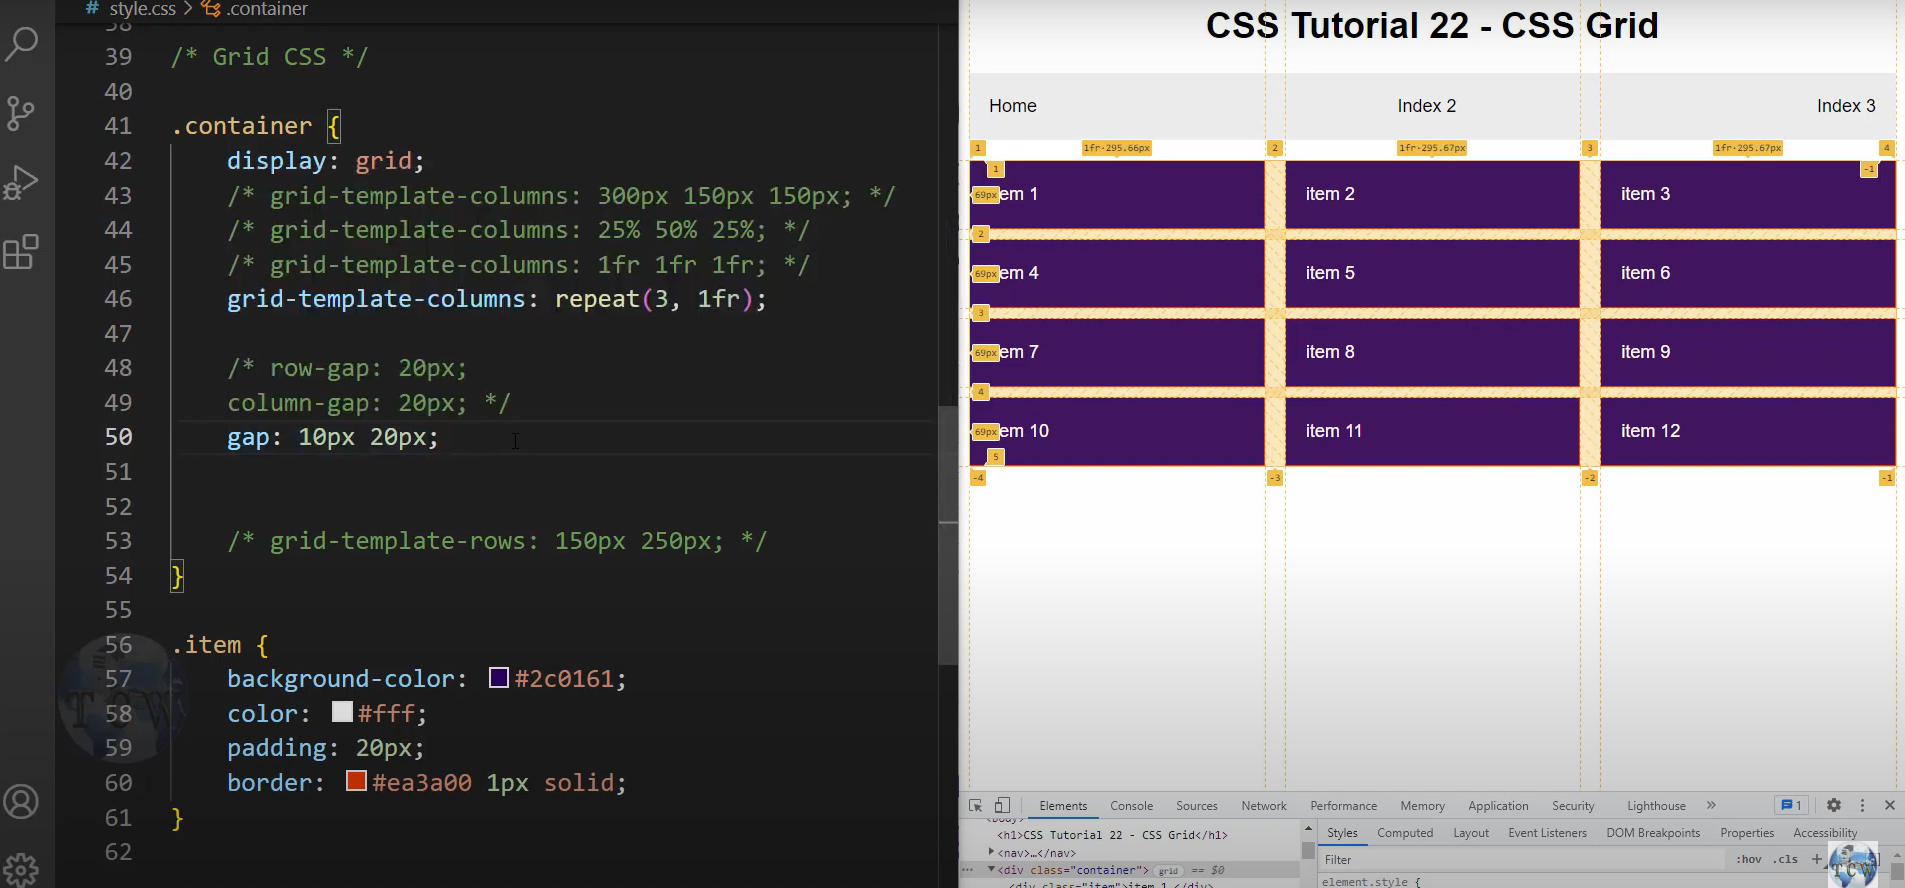 # style.css > .container
38
39 /* Grid CSS */
40
41 .container {
42 display: grid;
43 /* grid-template-columns: 300px 150px 150px; */
44 /* grid-template-columns: 25% 50% 25%; */
45 /* grid-template-columns: 1fr 1fr 1fr; */
46 grid-template-columns: repeat(3, 1fr);
47
48 /* row-gap: 20px;
49 column-gap: 20px; */
50 gap: 10px 20px;
51
52
53 /* grid-template-rows: 150px 250px; */
54 }
55
56 .item {
57 background-color: #2c0161;
58 color: #fff;
59 padding: 20px;
60 border: #ea3a00 1px solid;
61 }
62
TCW
CSS Tutorial 22 - CSS Grid
Home Index 2 Index 3
1 1fr·295.66px 2 1fr·295.67px 3 1fr·295.67px 4
1 -1
69px em 1 item 2 item 3
2
69px em 4 item 5 item 6
3
69px em 7 item 8 item 9
4
69px em 10 item 11 item 12
5
-4 -3 -2 -1
Elements Console Sources Network Performance Memory Application Security Lighthouse » 1
<body>
<h1>CSS Tutorial 22 - CSS Grid</h1>
<nav>…</nav>
<div class="container"> grid == $0
<div class="item">item 1 </div>
Styles Computed Layout Event Listeners DOM Breakpoints Properties Accessibility
Filter :hov .cls +
element.style {
TCW